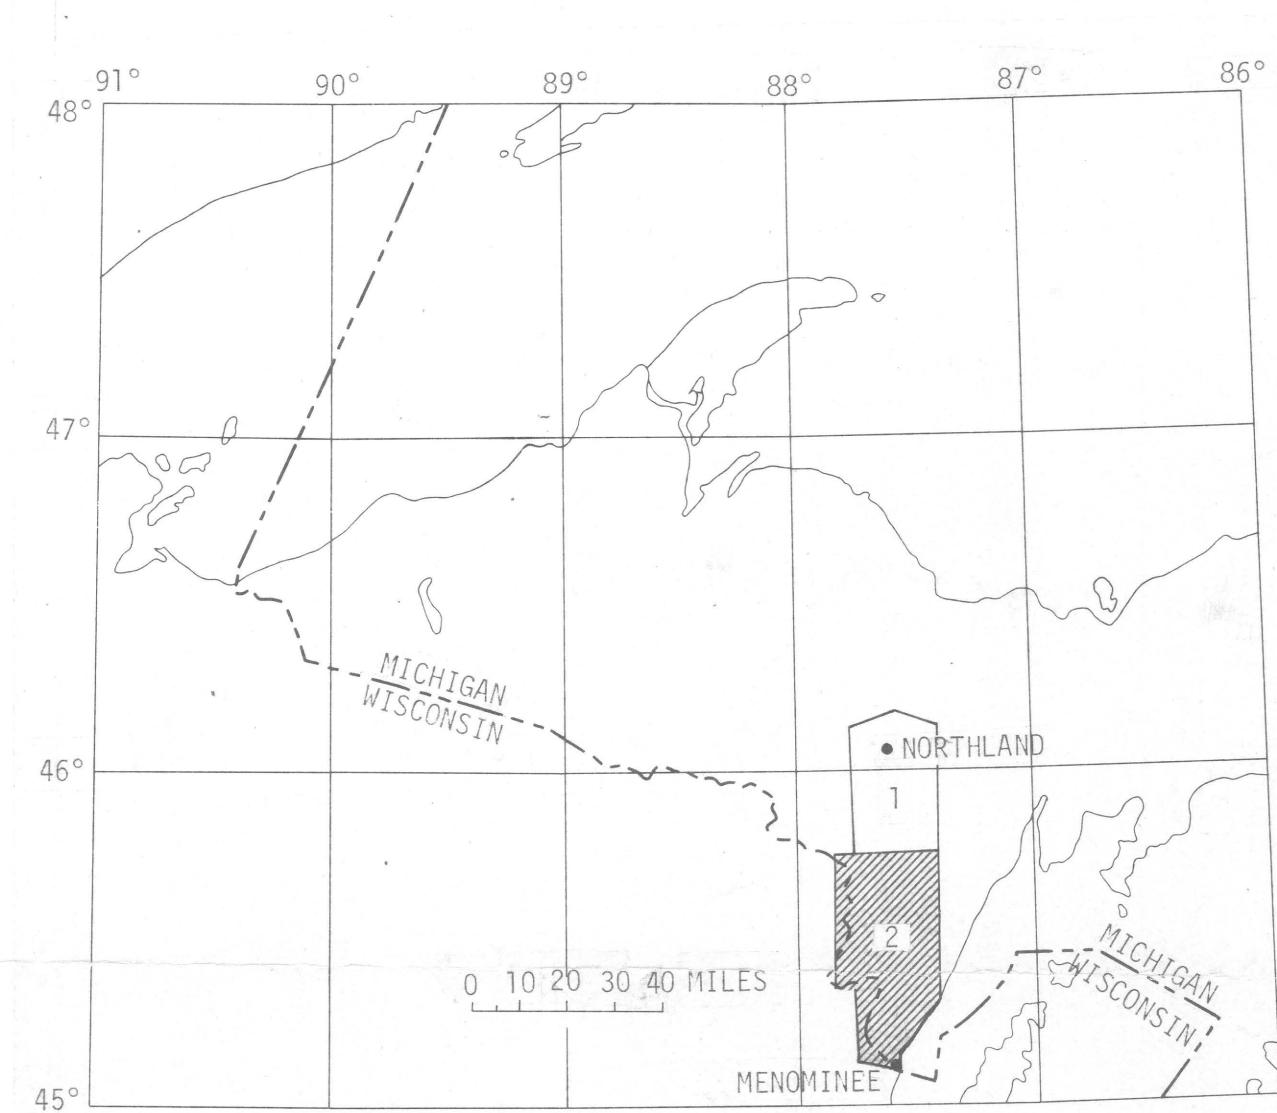 91° 90° 89° 88° 87° 86°
48°
47°
MICHIGAN
WISCONSIN
NORTHLAND
46°
1
2
MICHIGAN
WISCONSIN
0 10 20 30 40 MILES
MENOMINEE
45°